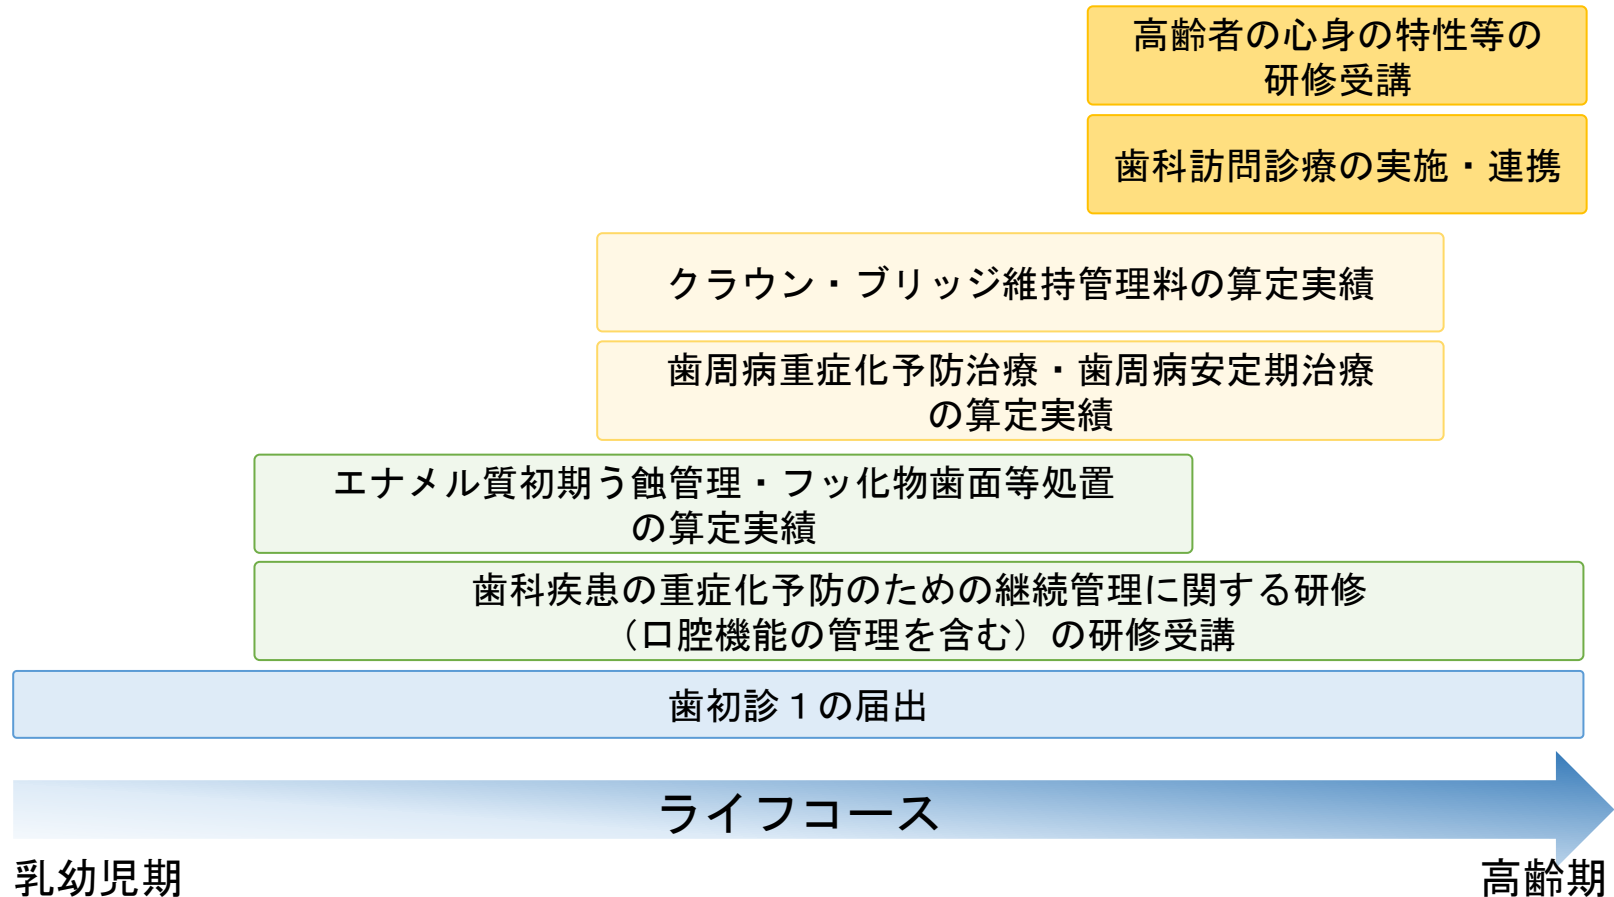 高齢者の心身の特性等の
研修受講
歯科訪問診療の実施・連携
クラウン・ブリッジ維持管理料の算定実績
歯周病重症化予防治療・歯周病安定期治療
の算定実績
エナメル質初期う蝕管理・フッ化物歯面等処置
の算定実績
歯科疾患の重症化予防のための継続管理に関する研修
（口腔機能の管理を含む）の研修受講
歯初診１の届出
ライフコース
乳幼児期
高齢期